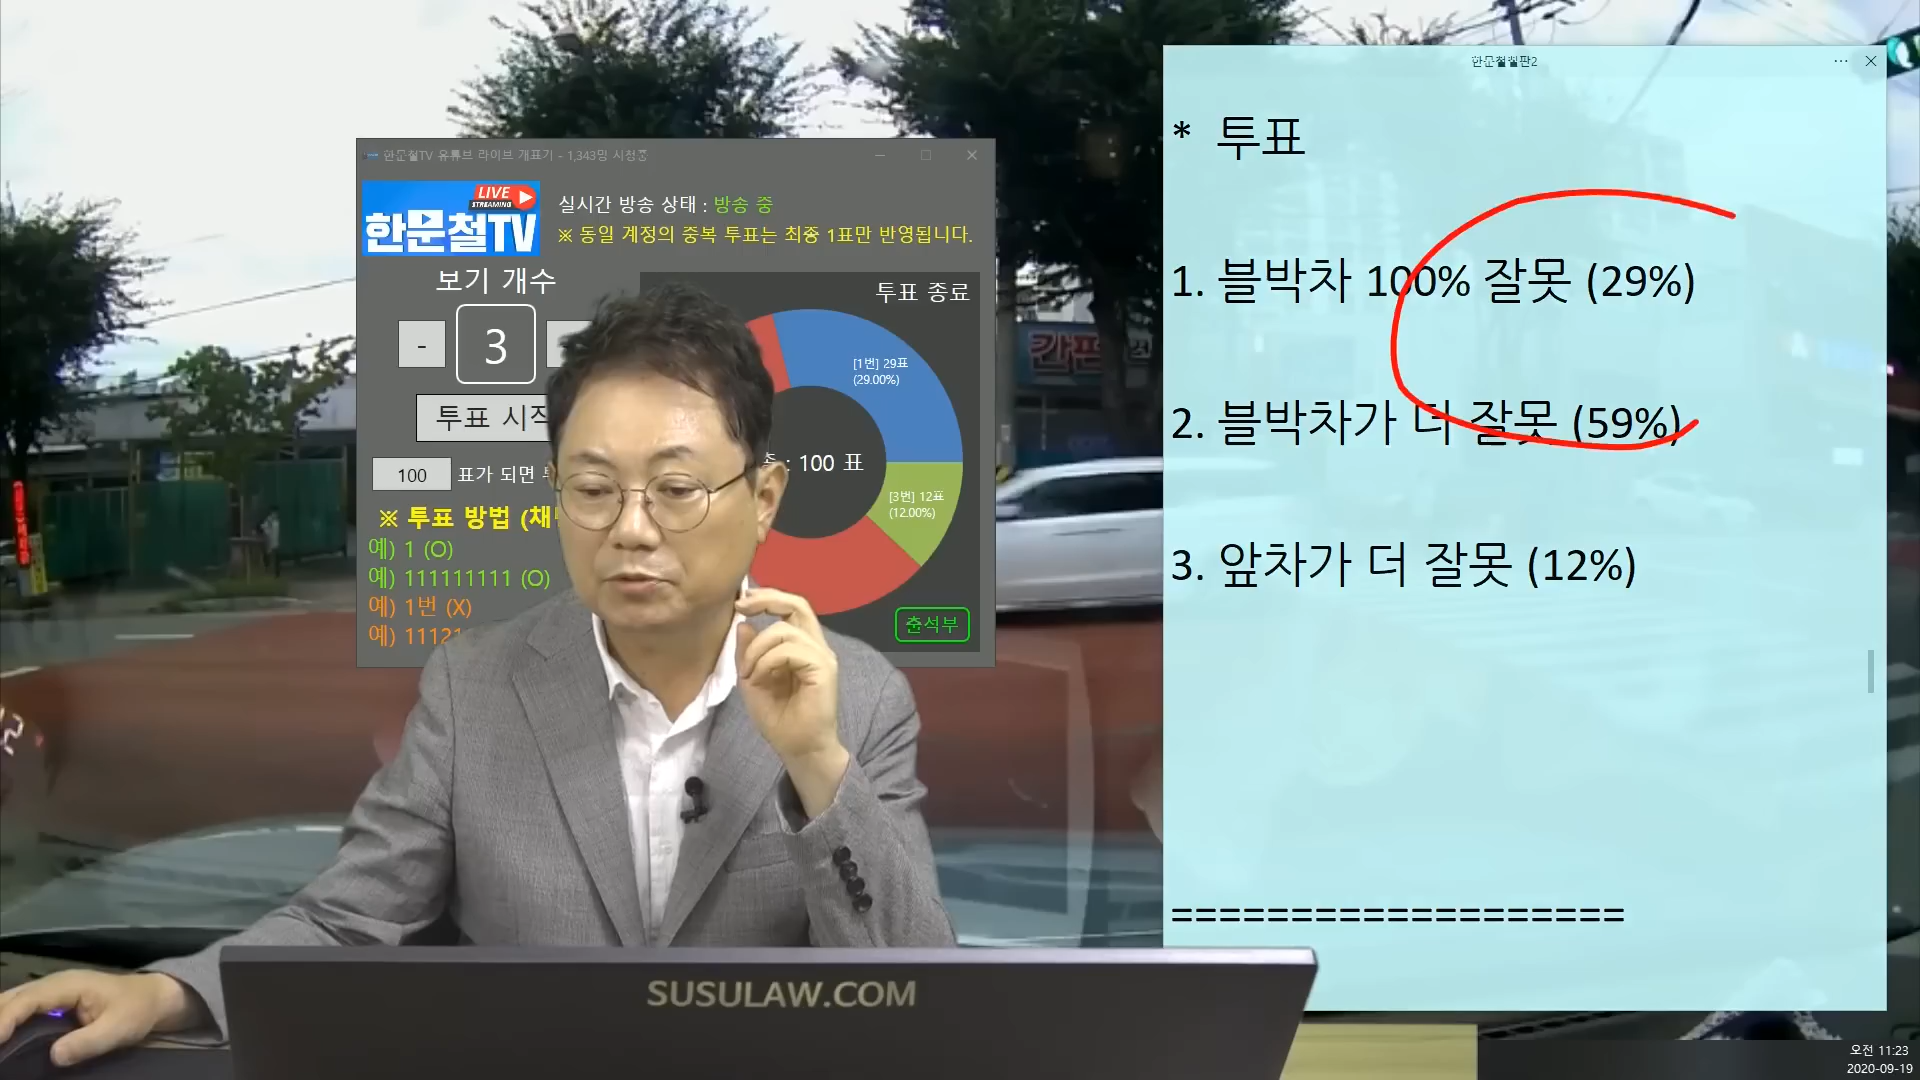 한문철칠판2
* 투표
1. 블박차 100% 잘못 (29%)
2. 블박차가 더 잘못 (59%)
3. 앞차가 더 잘못 (12%)
===================
한문철TV 유튜브 라이브 개표기 - 1,343명 시청중
LIVE
STREAMING
한문철TV
실시간 방송 상태 : 방송 중
※ 동일 계정의 중복 투표는 최종 1표만 반영됩니다.
보기 개수
- 3
투표 시작
100 표가 되면
※ 투표 방법 (채
예) 1 (O)
예) 111111111 (O)
예) 1번 (X)
예) 11121
투표 종료
[1번] 29표
(29.00%)
: 100 표
[3번] 12표
(12.00%)
출석부
SUSULAW.COM
오전 11:23
2020-09-19